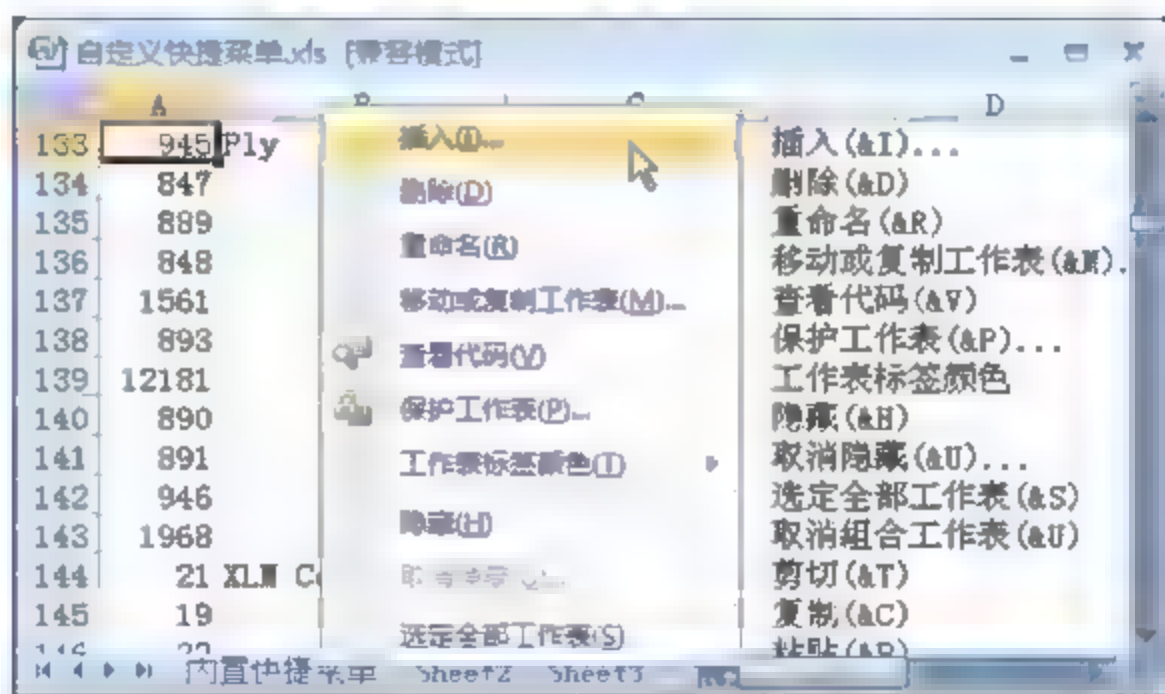 自定义快捷菜单.xls [兼容模式]
A B C D
133 945 Ply 插入(I)... 插入(&I)...
134 847 删除(D) 删除(&D)
135 889 重命名(R) 重命名(&R)
136 848 移动或复制工作表(M)... 移动或复制工作表(&M).
137 1561 查看代码(V) 查看代码(&V)
138 893 保护工作表(P)... 保护工作表(&P)...
139 12181 工作表标签颜色(T) 工作表标签颜色
140 890 隐藏(H) 隐藏(&H)
141 891 取消隐藏(&U)...
142 946 选定全部工作表(S) 选定全部工作表(&S)
143 1968 取消组合工作表(&U)
144 21 XLM C 剪切(&T)
145 19 复制(&C)
146 22 粘贴(&P)
内置快捷菜单 Sheet2 Sheet3